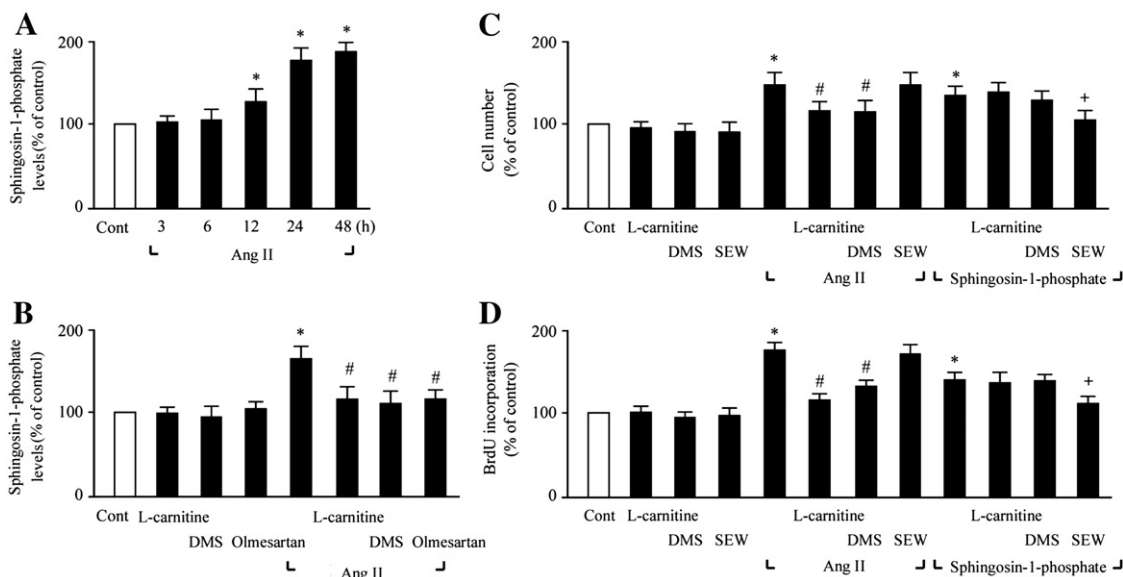 A
Sphingosin-1-phosphate
levels (% of control)
200
100
0
* * *
Cont 3 6 12 24 48 (h)
Ang II
B
Sphingosin-1-phosphate
levels (% of control)
200
100
0
* # # #
Cont L-carnitine L-carnitine
DMS Olmesartan DMS Olmesartan
Ang II
C
Cell number
(% of control)
200
100
0
* # # * +
Cont L-carnitine L-carnitine L-carnitine
DMS SEW DMS SEW DMS SEW
Ang II Sphingosin-1-phosphate
D
BrdU incorporation
(% of control)
200
100
0
* # # * +
Cont L-carnitine L-carnitine L-carnitine
DMS SEW DMS SEW DMS SEW
Ang II Sphingosin-1-phosphate